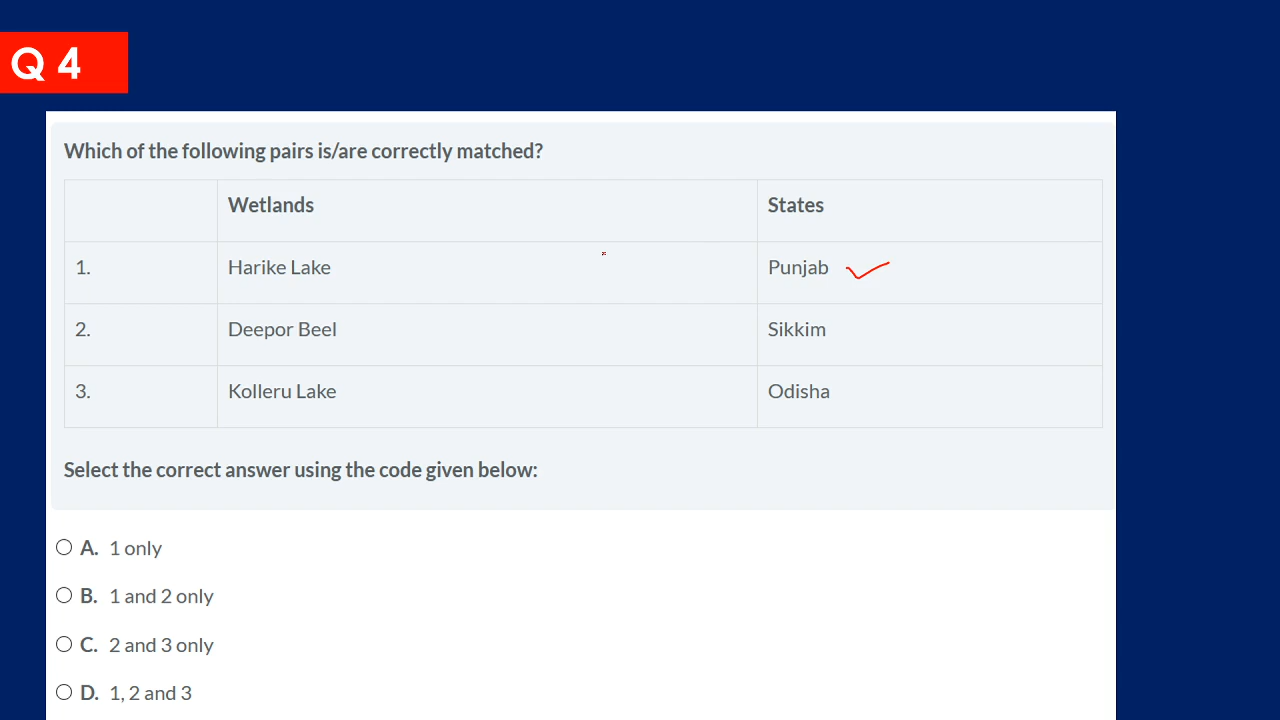 Q 4
Which of the following pairs is/are correctly matched?
Wetlands States
1. Harike Lake Punjab
2. Deepor Beel Sikkim
3. Kolleru Lake Odisha
Select the correct answer using the code given below:
A. 1 only
B. 1 and 2 only
C. 2 and 3 only
D. 1, 2 and 3